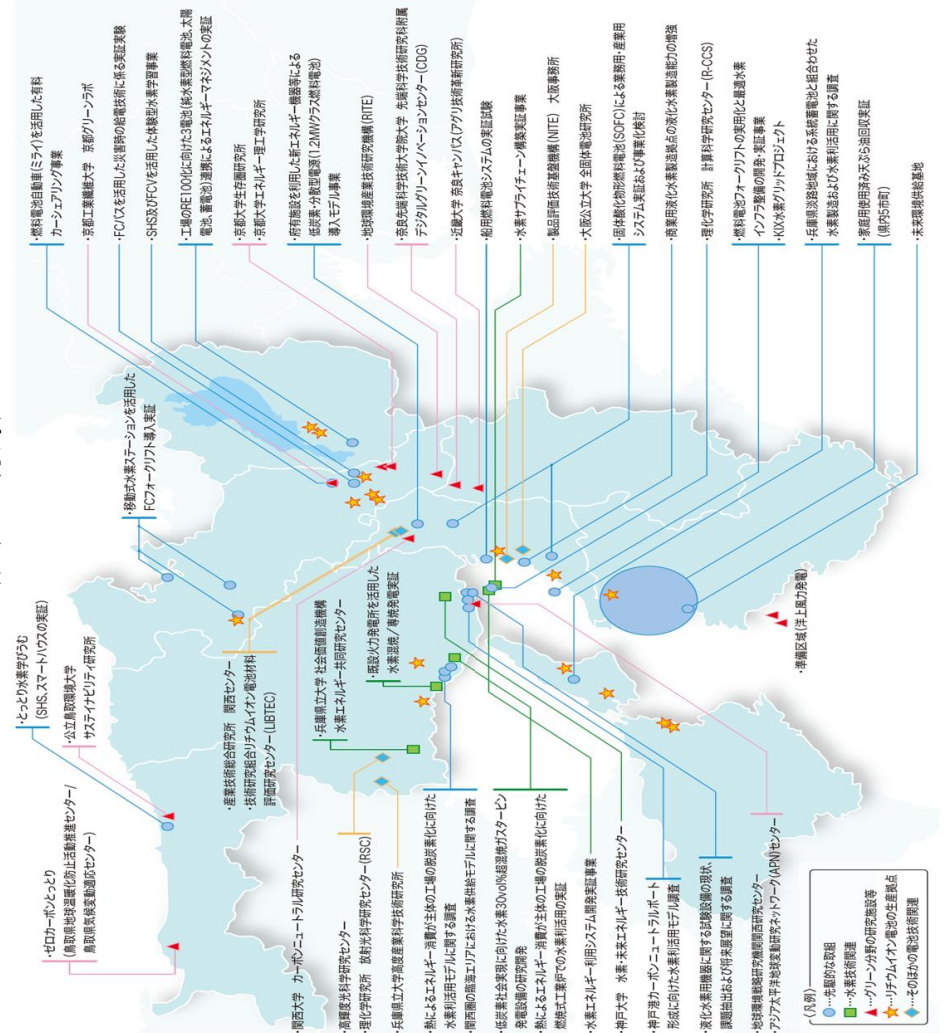 ・とっとり水素学びうむ
(SHS、スマートハウスの実証)
・公立鳥取環境大学
サステイナビリティ研究所
・ゼロカーボンとっとり
(鳥取県地球温暖化防止活動推進センター/
鳥取県気候変動適応センター)
・移動式水素ステーションを活用した
FCフォークリフト導入実証
・産業技術総合研究所 関西センター
・技術研究組合リチウムイオン電池材料
評価研究センター(LIBTEC)
・関西大学 カーボンニュートラル研究センター
・兵庫県立大学 社会価値創造機構
水素エネルギー共同研究センター
・高輝度光科学研究センター
・理化学研究所 放射光科学研究センター(RSC)
・既設火力発電所を活用した
水素混焼/専焼発電実証
・兵庫県立大学高度産業科学技術研究所
・熱によるエネルギー消費が主体の工場の脱炭素化に向けた
水素利活用モデルに関する調査
・関西圏の臨海エリアにおける水素供給モデルに関する調査
・低炭素社会実現に向けた水素30vol%超混焼ガスタービン
発電設備の研究開発
・熱によるエネルギー消費が主体の工場の脱炭素化に向けた
燃焼式工業炉での水素利活用の実証
・水素エネルギー利用システム開発実証事業
・神戸大学 水素・未来エネルギー技術研究センター
・神戸港カーボンニュートラルポート
形成に向けた水素利活用モデル調査
・液化水素用機器に関する試験設備の現状、
課題抽出および将来展望に関する調査
・地球環境戦略研究機関関西研究センター
・アジア太平洋地球変動研究ネットワーク(APN)センター
・燃料電池自動車(ミライ)を活用した有料
カーシェアリング事業
・京都工業繊維大学 京都グリーンラボ
・FCバスを活用した災害時の給電技術に係る実証実験
・SHS及びFCVを活用した体験型水素学習事業
・工場のRE100化に向けた3電池(純水素型燃料電池、太陽
電池、蓄電池)連携によるエネルギーマネジメントの実証
・京都大学生存圏研究所
・京都大学エネルギー理工学研究所
・府有施設を利用した新エネルギー機器等による
低炭素・分散型電源(1.2MWクラス燃料電池)
導入モデル事業
・地球環境産業技術研究機構(RITE)
・奈良先端科学技術大学院大学 先端科学技術研究科附属
デジタルグリーンイノベーションセンター(CDG)
・近畿大学 奈良キャンパス(アグリ技術革新研究所)
・舶用燃料電池システムの実証試験
・水素サプライチェーン構築実証事業
・製品評価技術基盤機構(NITE) 大阪事務所
・大阪公立大学 全固体電池研究所
・固体酸化物形燃料電池(SOFC)による業務用・産業用
システム実証および事業化検討
・商業用液化水素製造拠点の液化水素製造能力の増強
・理化学研究所 計算科学研究センター(R-CCS)
・燃料電池フォークリフトの実用化と最適水素
インフラ整備の開発・実証事業
・KIX水素グリッドプロジェクト
・兵庫県淡路地域における系統蓄電池と組合わせた
水素製造および水素利活用に関する調査
・家庭用使用済み天ぷら油回収実証
(県内5市町)
・未来環境供給基地
・準備区域(洋上風力発電)
〈凡例〉
…先駆的な取組
…水素技術関連
…グリーン分野の研究施設等
…リチウムイオン電池の生産拠点
…そのほかの電池技術関連